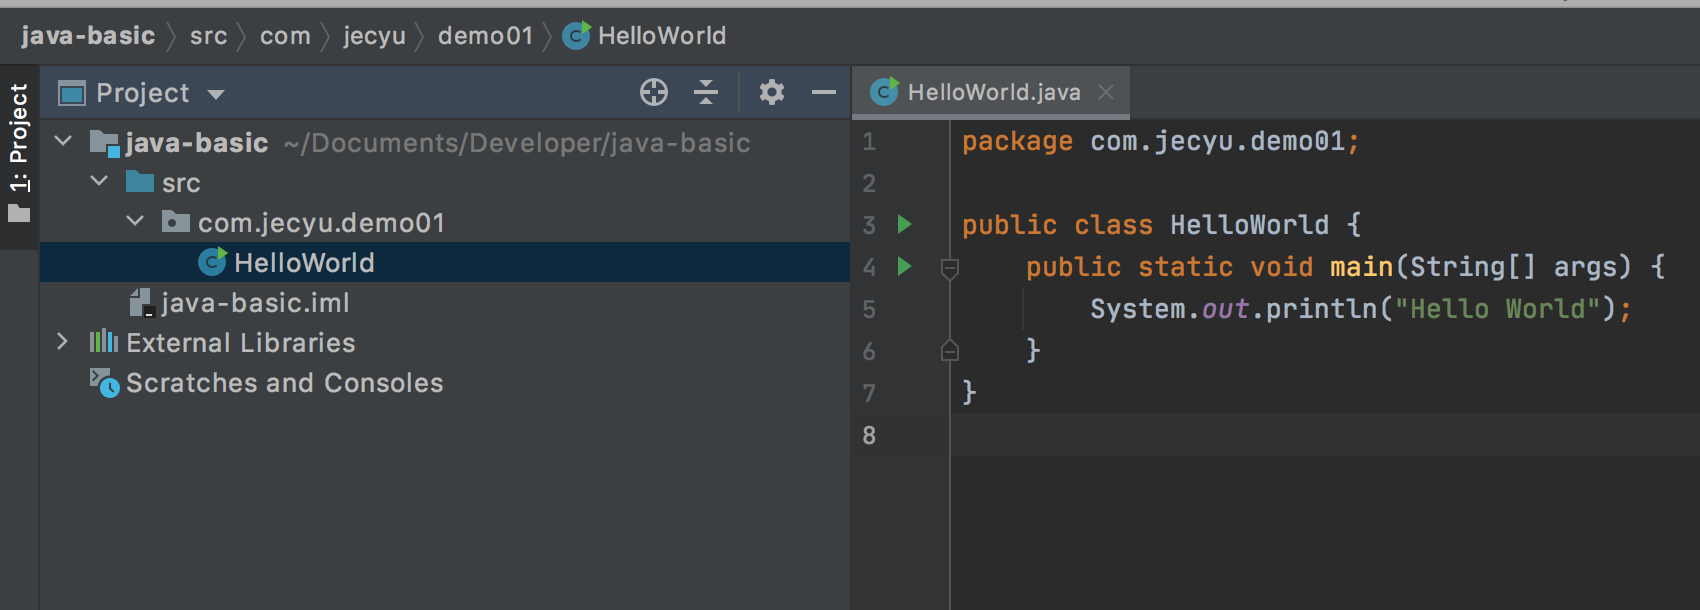 java-basic src com jecyu demo01 HelloWorld
1: Project
Project
java-basic ~/Documents/Developer/java-basic
src
com.jecyu.demo01
HelloWorld
java-basic.iml
External Libraries
Scratches and Consoles
HelloWorld.java
1 package com.jecyu.demo01;
2
3 public class HelloWorld {
4 public static void main(String[] args) {
5 System.out.println("Hello World");
6 }
7 }
8